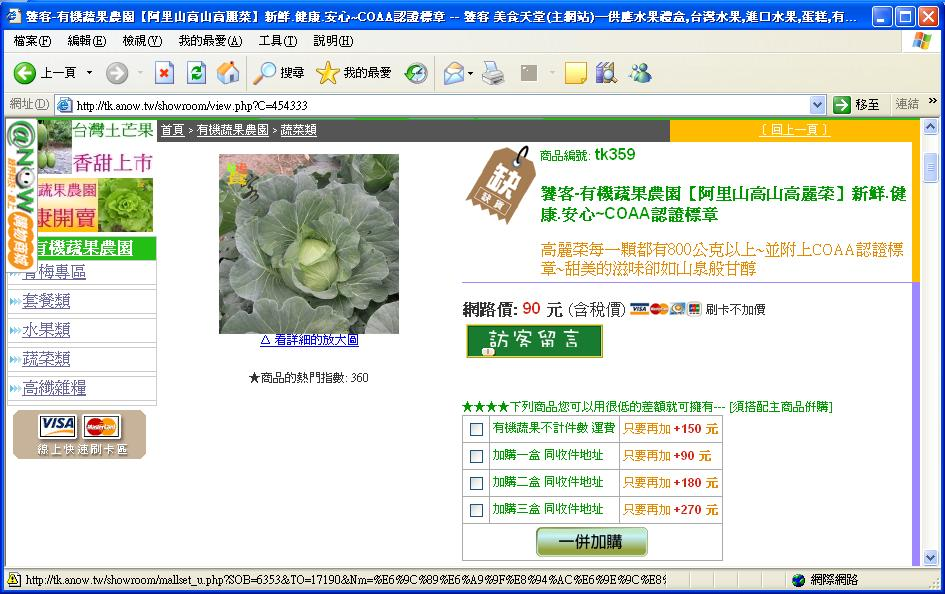 饕客-有機蔬果農園【阿里山高山高麗菜】新鮮.健康.安心~COAA認證標章 -- 饕客 美食天堂(主網站)—供應水果禮盒,台灣水果,進口水果,蛋糕,有...
檔案(F) 編輯(E) 檢視(V) 我的最愛(A) 工具(T) 說明(H)
上一頁 搜尋 我的最愛
網址(D) http://tk.anow.tw/showroom/view.php?C=454333 移至 連結 »
@NOW
購物商城
台灣土芒果
香甜上市
蔬果農園
康開賣
有機蔬果農園
青梅專區
套餐類
水果類
蔬菜類
高纖雜糧
VISA MasterCard
線上快速刷卡區
首頁 > 有機蔬果農園 > 蔬菜類
[ 回上一頁 ]
△ 看詳細的放大圖
★商品的熱門指數: 360
缺
缺貨
商品編號: tk359
饕客-有機蔬果農園【阿里山高山高麗菜】新鮮.健
康.安心~COAA認證標章
高麗菜每一顆都有800公克以上~並附上COAA認證標
章~甜美的滋味卻如山泉般甘醇
網路價: 90 元 (含稅價) VISA 刷卡不加價
訪客留言
★★★★下列商品您可以用很低的差額就可擁有--- [須搭配主商品併購]
有機蔬果不計件數 運費 只要再加 +150 元
加購一盒 同收件地址 只要再加 +90 元
加購二盒 同收件地址 只要再加 +180 元
加購三盒 同收件地址 只要再加 +270 元
一併加購
http://tk.anow.tw/showroom/mallset_u.php?SOB=6353&TO=17190&Nm=%E6%9C%89%E6%A9%9F%E8%94%AC%E6%9E%9C%E8% 網際網路